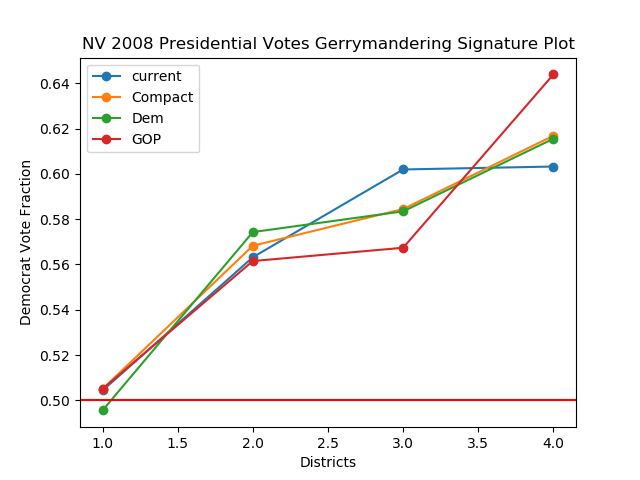 NV 2008 Presidential Votes Gerrymandering Signature Plot
current
Compact
Dem
GOP
Democrat Vote Fraction
0.64
0.62
0.60
0.58
0.56
0.54
0.52
0.50
1.0 1.5 2.0 2.5 3.0 3.5 4.0
Districts